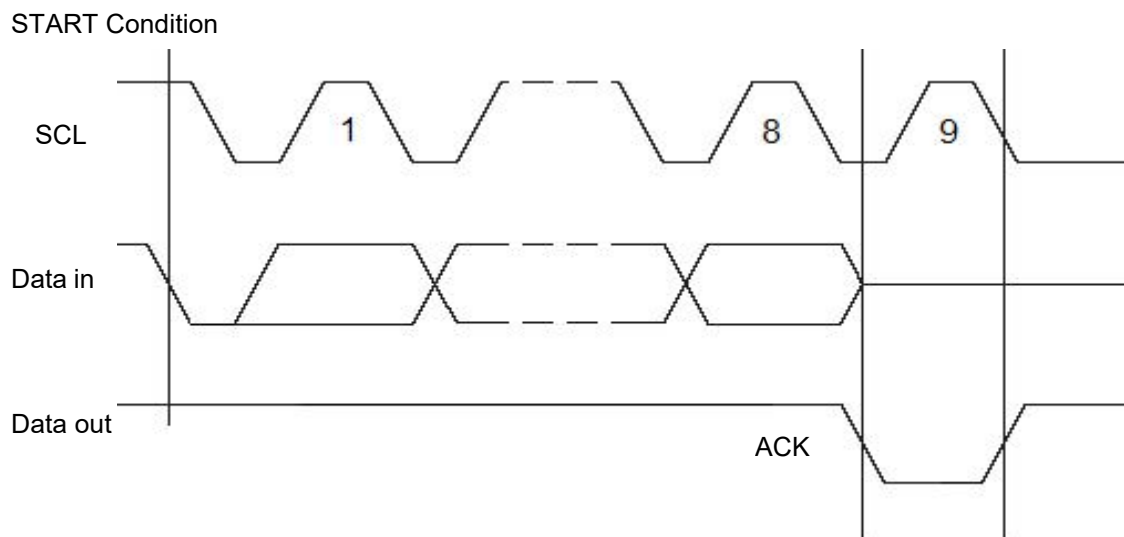 START Condition
SCL
1
8
9
Data in
Data out
ACK